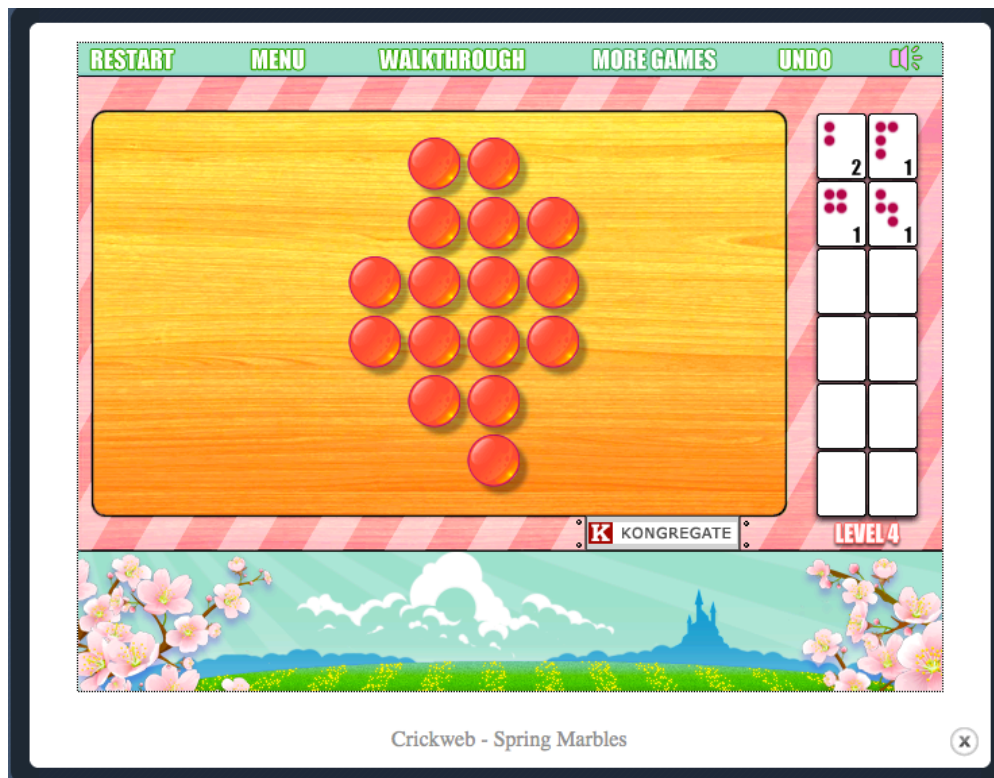 RESTART MENU WALKTHROUGH MORE GAMES UNDO
2 1
1 1
K KONGREGATE
LEVEL 4
Crickweb - Spring Marbles
x